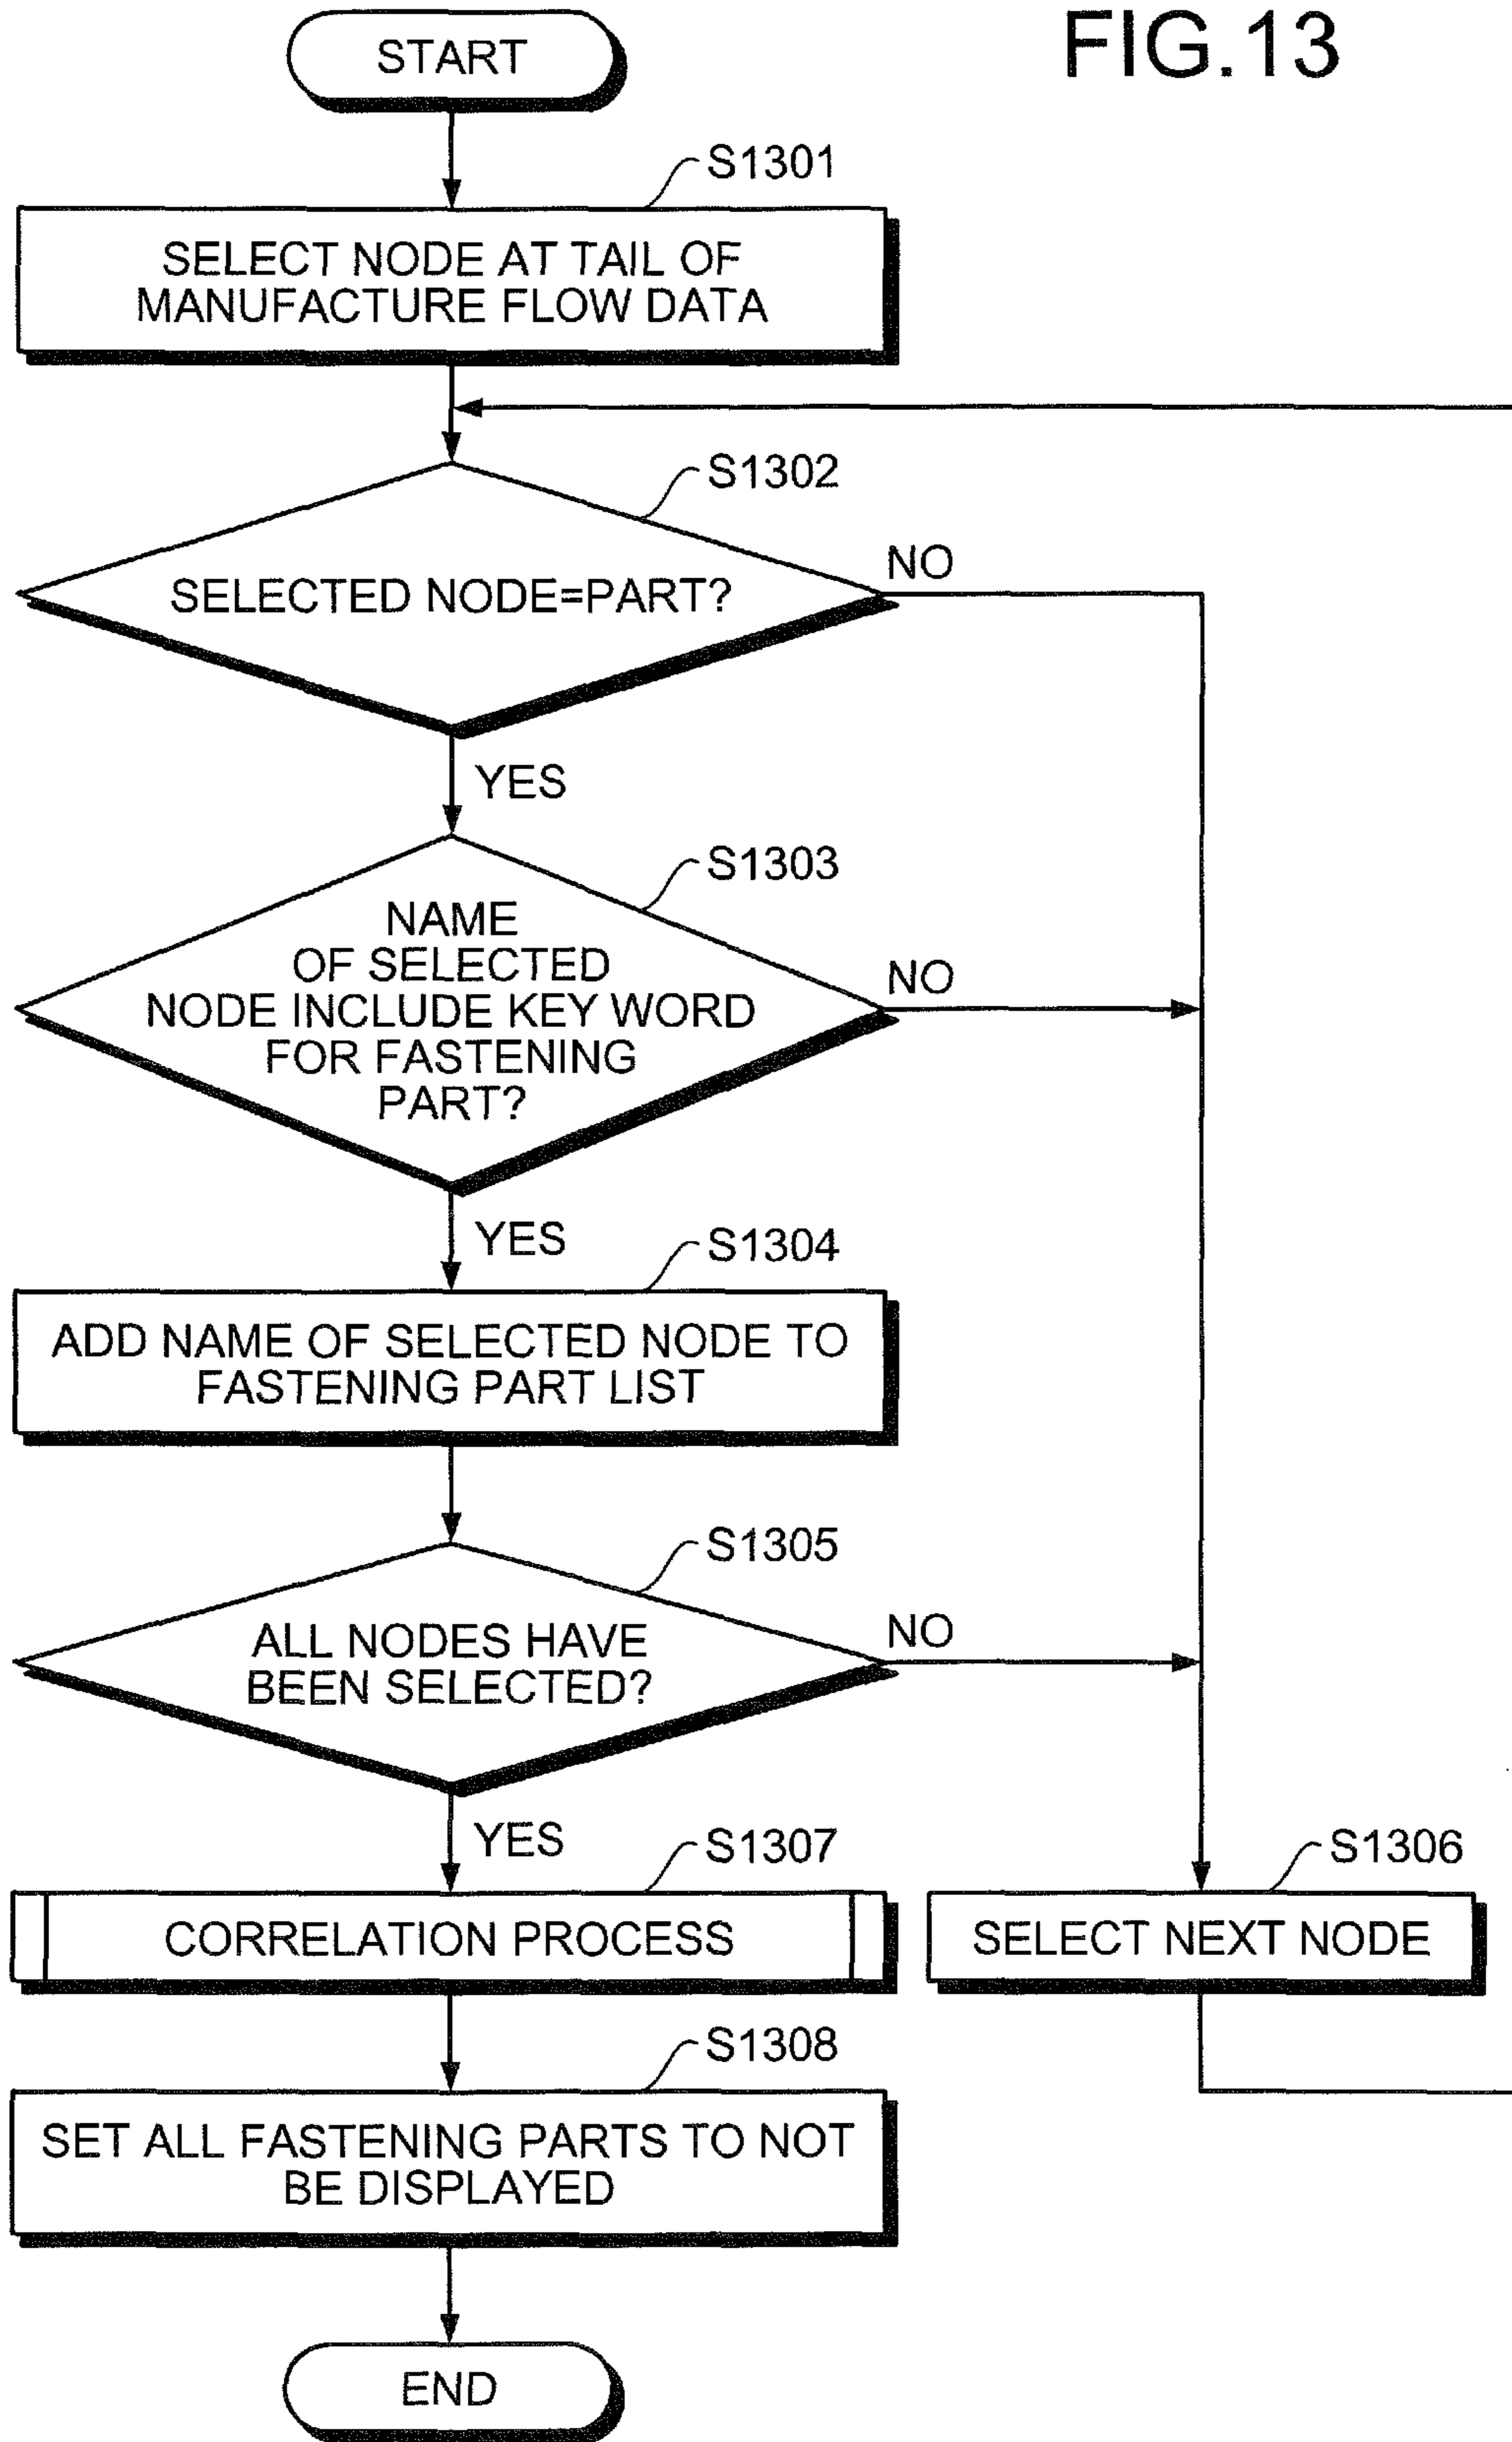 FIG.13
START
S1301
SELECT NODE AT TAIL OF
MANUFACTURE FLOW DATA
S1302
SELECTED NODE=PART?
NO
YES
S1303
NAME
OF SELECTED
NODE INCLUDE KEY WORD
FOR FASTENING
PART?
NO
YES
S1304
ADD NAME OF SELECTED NODE TO
FASTENING PART LIST
S1305
ALL NODES HAVE
BEEN SELECTED?
NO
YES
S1307
CORRELATION PROCESS
S1306
SELECT NEXT NODE
S1308
SET ALL FASTENING PARTS TO NOT
BE DISPLAYED
END